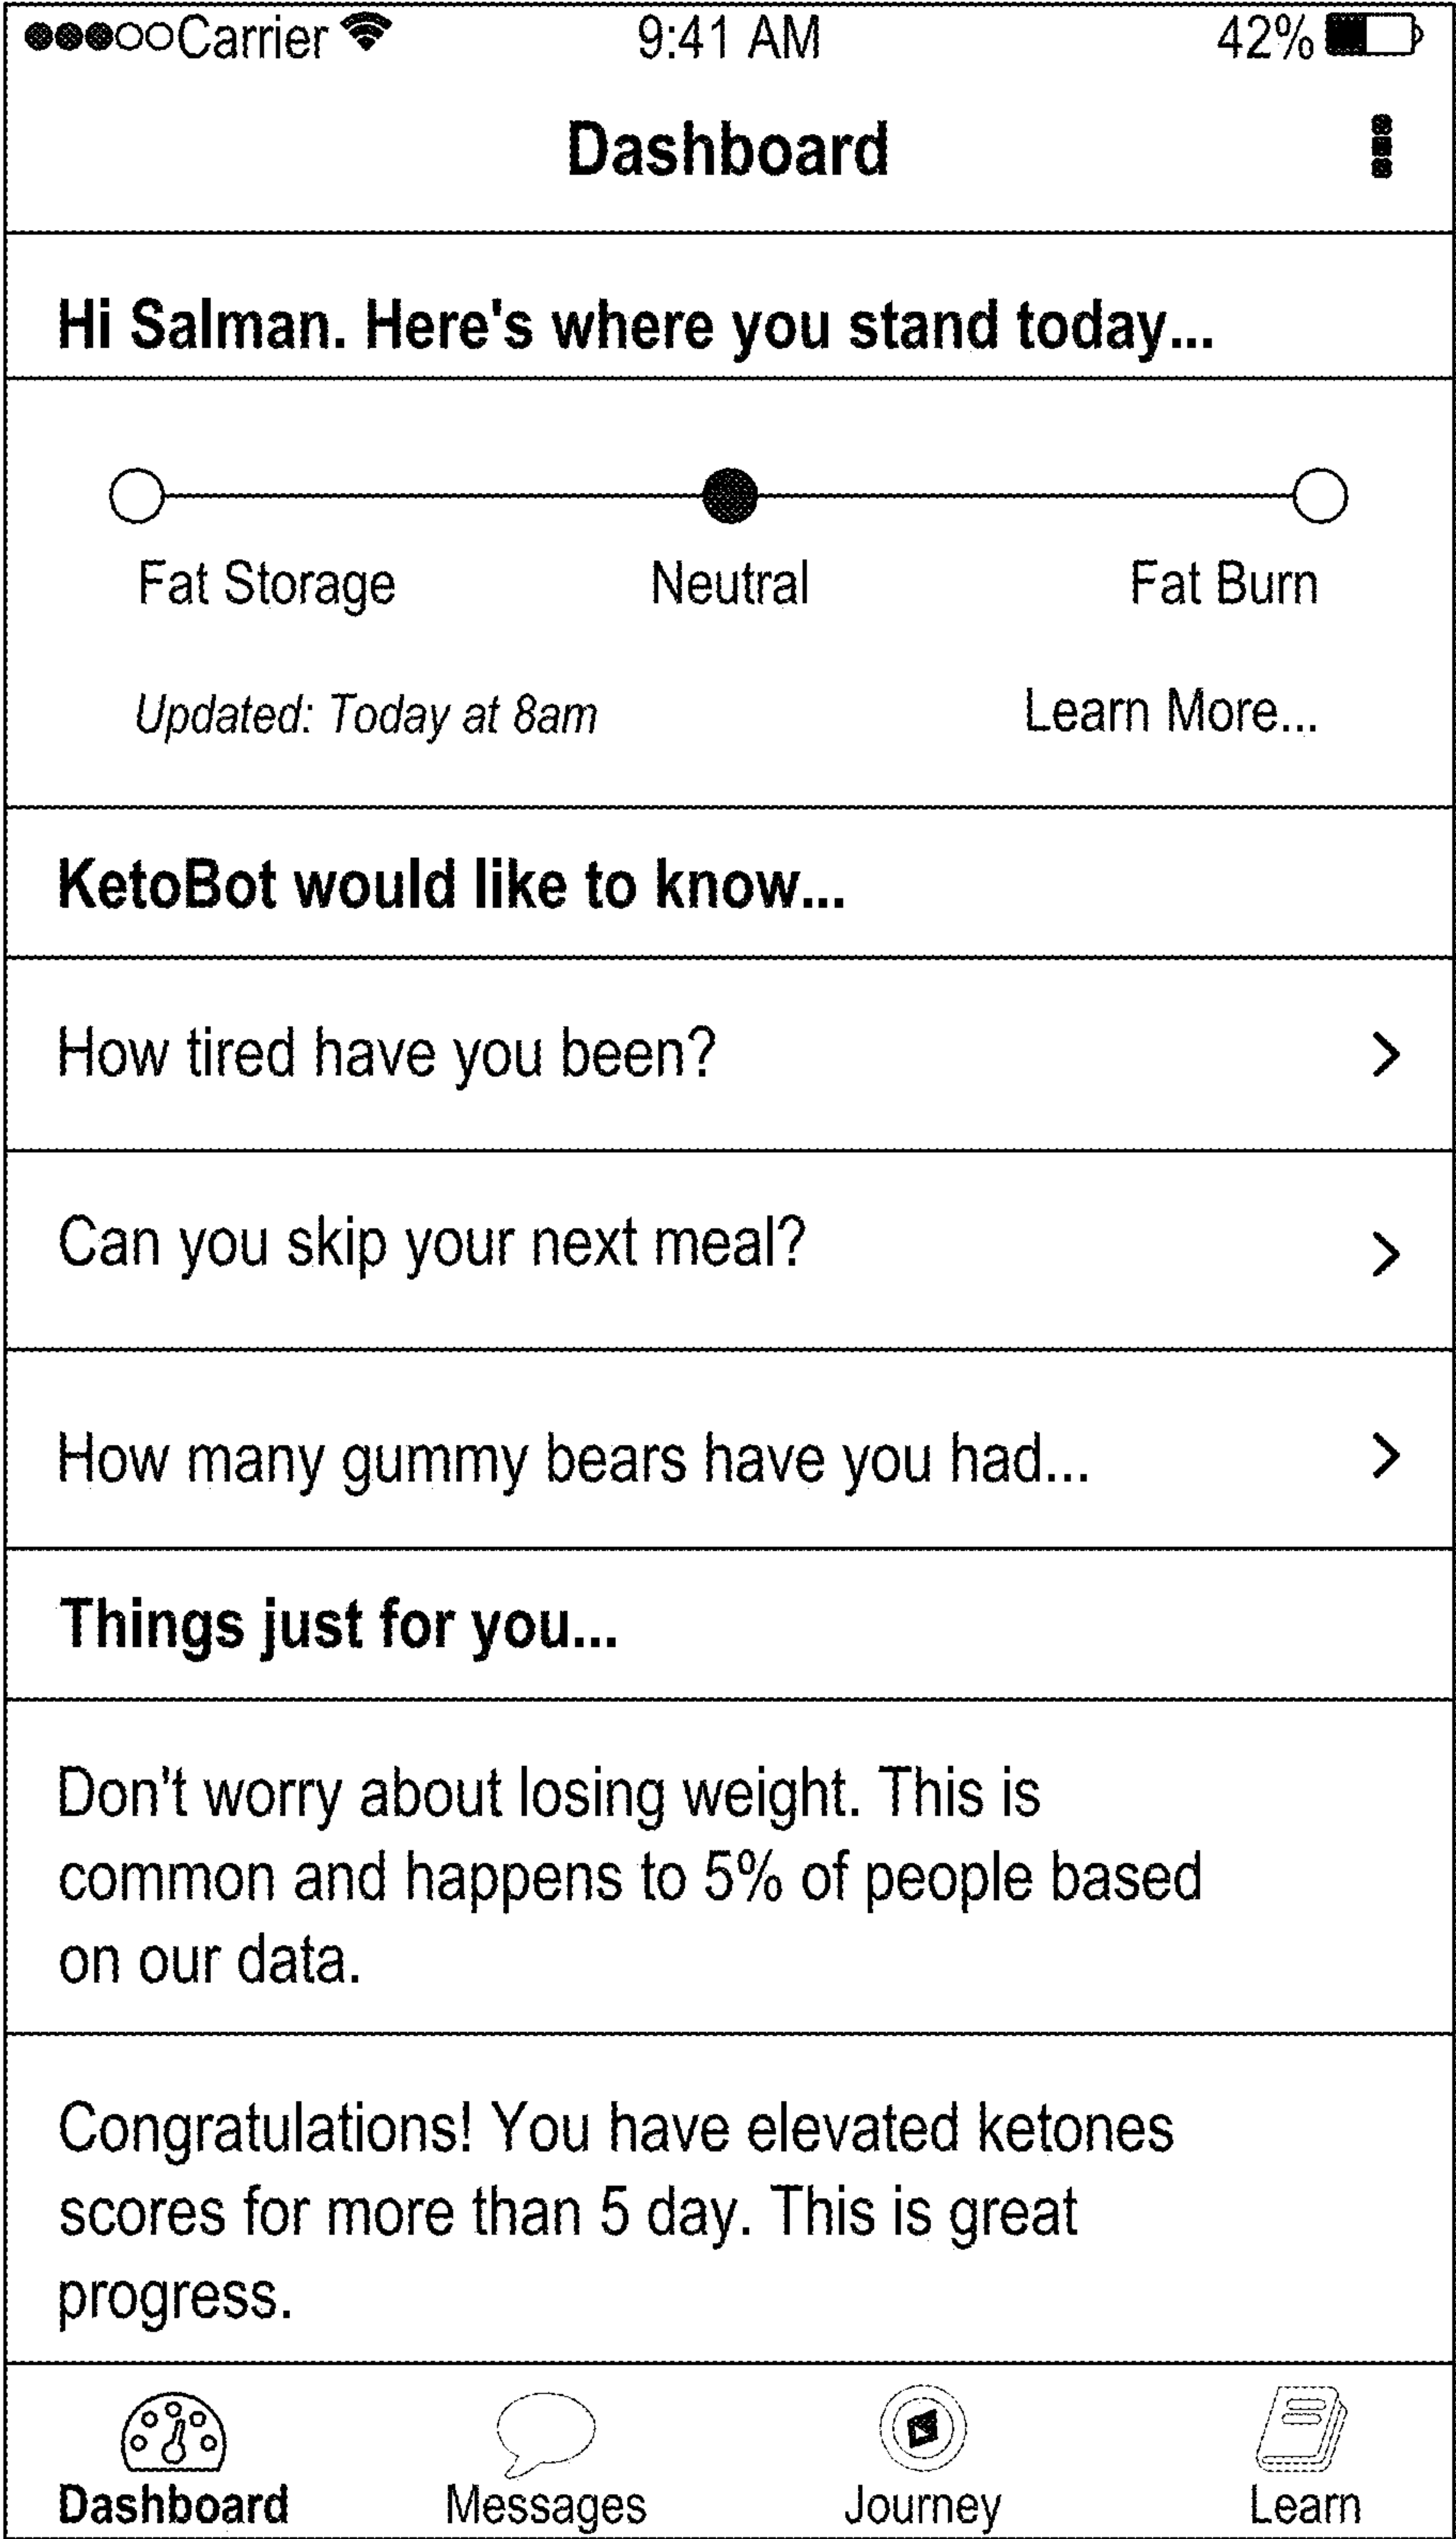 Carrier 9:41 AM 42%
Dashboard
Hi Salman. Here's where you stand today...
Fat Storage Neutral Fat Burn
Updated: Today at 8am Learn More...
KetoBot would like to know...
How tired have you been?
Can you skip your next meal?
How many gummy bears have you had...
Things just for you...
Don't worry about losing weight. This is
common and happens to 5% of people based
on our data.
Congratulations! You have elevated ketones
scores for more than 5 day. This is great
progress.
Dashboard Messages Journey Learn